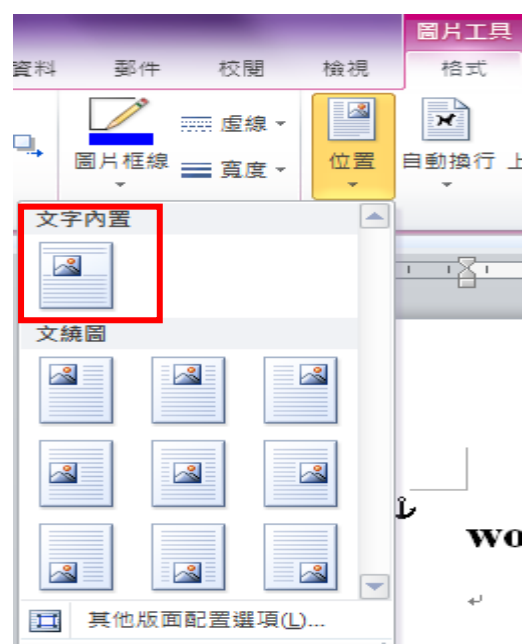 圖片工具
資料 郵件 校閱 檢視 格式
虛線
圖片框線 寬度 位置 自動換行 上
文字內置
文繞圖
WO
其他版面配置選項(L)...